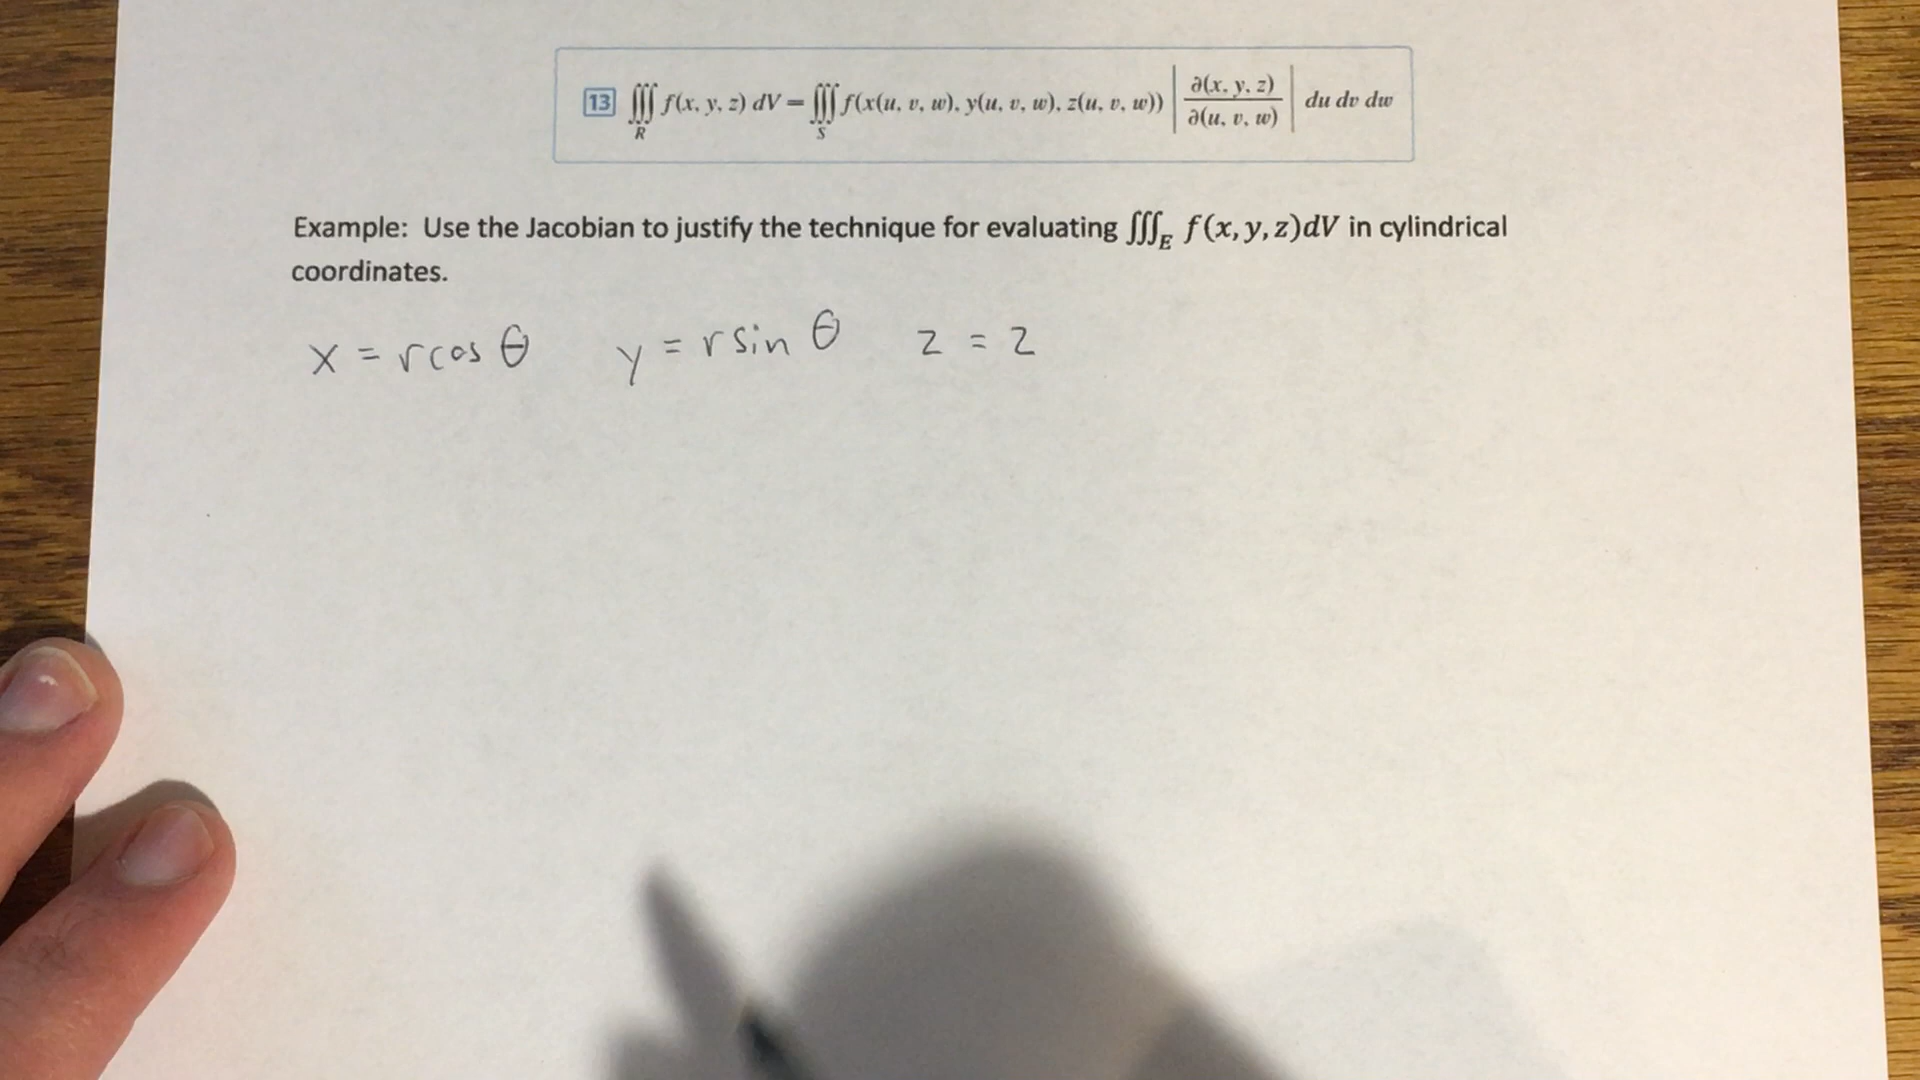 13 ∭_R f(x, y, z) dV = ∭_S f(x(u, v, w), y(u, v, w), z(u, v, w)) |∂(x, y, z)/∂(u, v, w)| du dv dw
Example: Use the Jacobian to justify the technique for evaluating ∭_E f(x, y, z)dV in cylindrical
coordinates.
x = r cos θ y = r sin θ z = z